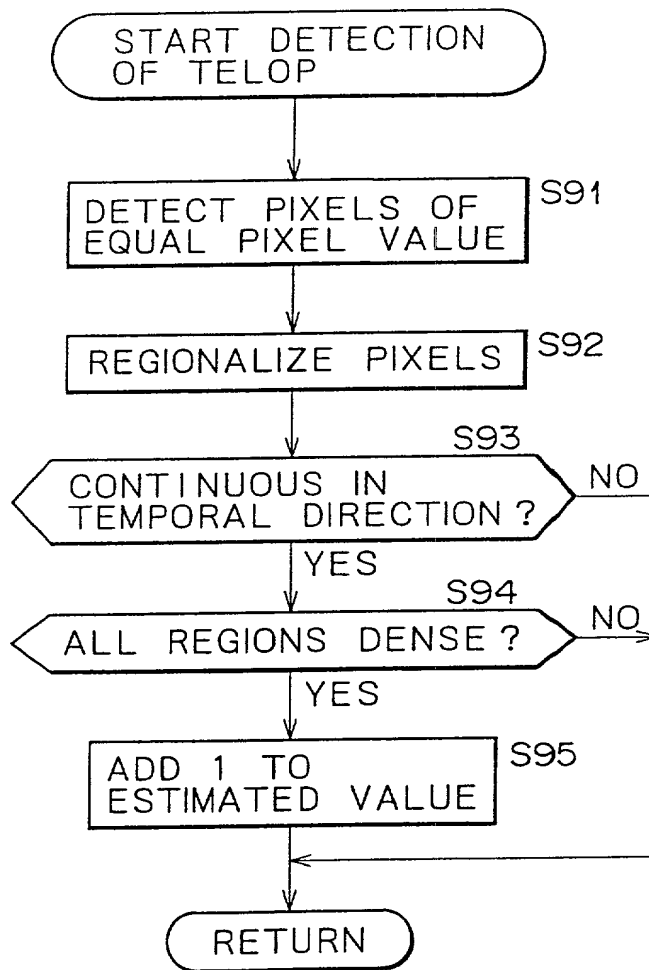 START DETECTION
OF TELOP
S91
DETECT PIXELS OF
EQUAL PIXEL VALUE
S92
REGIONALIZE PIXELS
S93
CONTINUOUS IN
TEMPORAL DIRECTION ?
NO
YES
S94
ALL REGIONS DENSE ?
NO
YES
S95
ADD 1 TO
ESTIMATED VALUE
RETURN